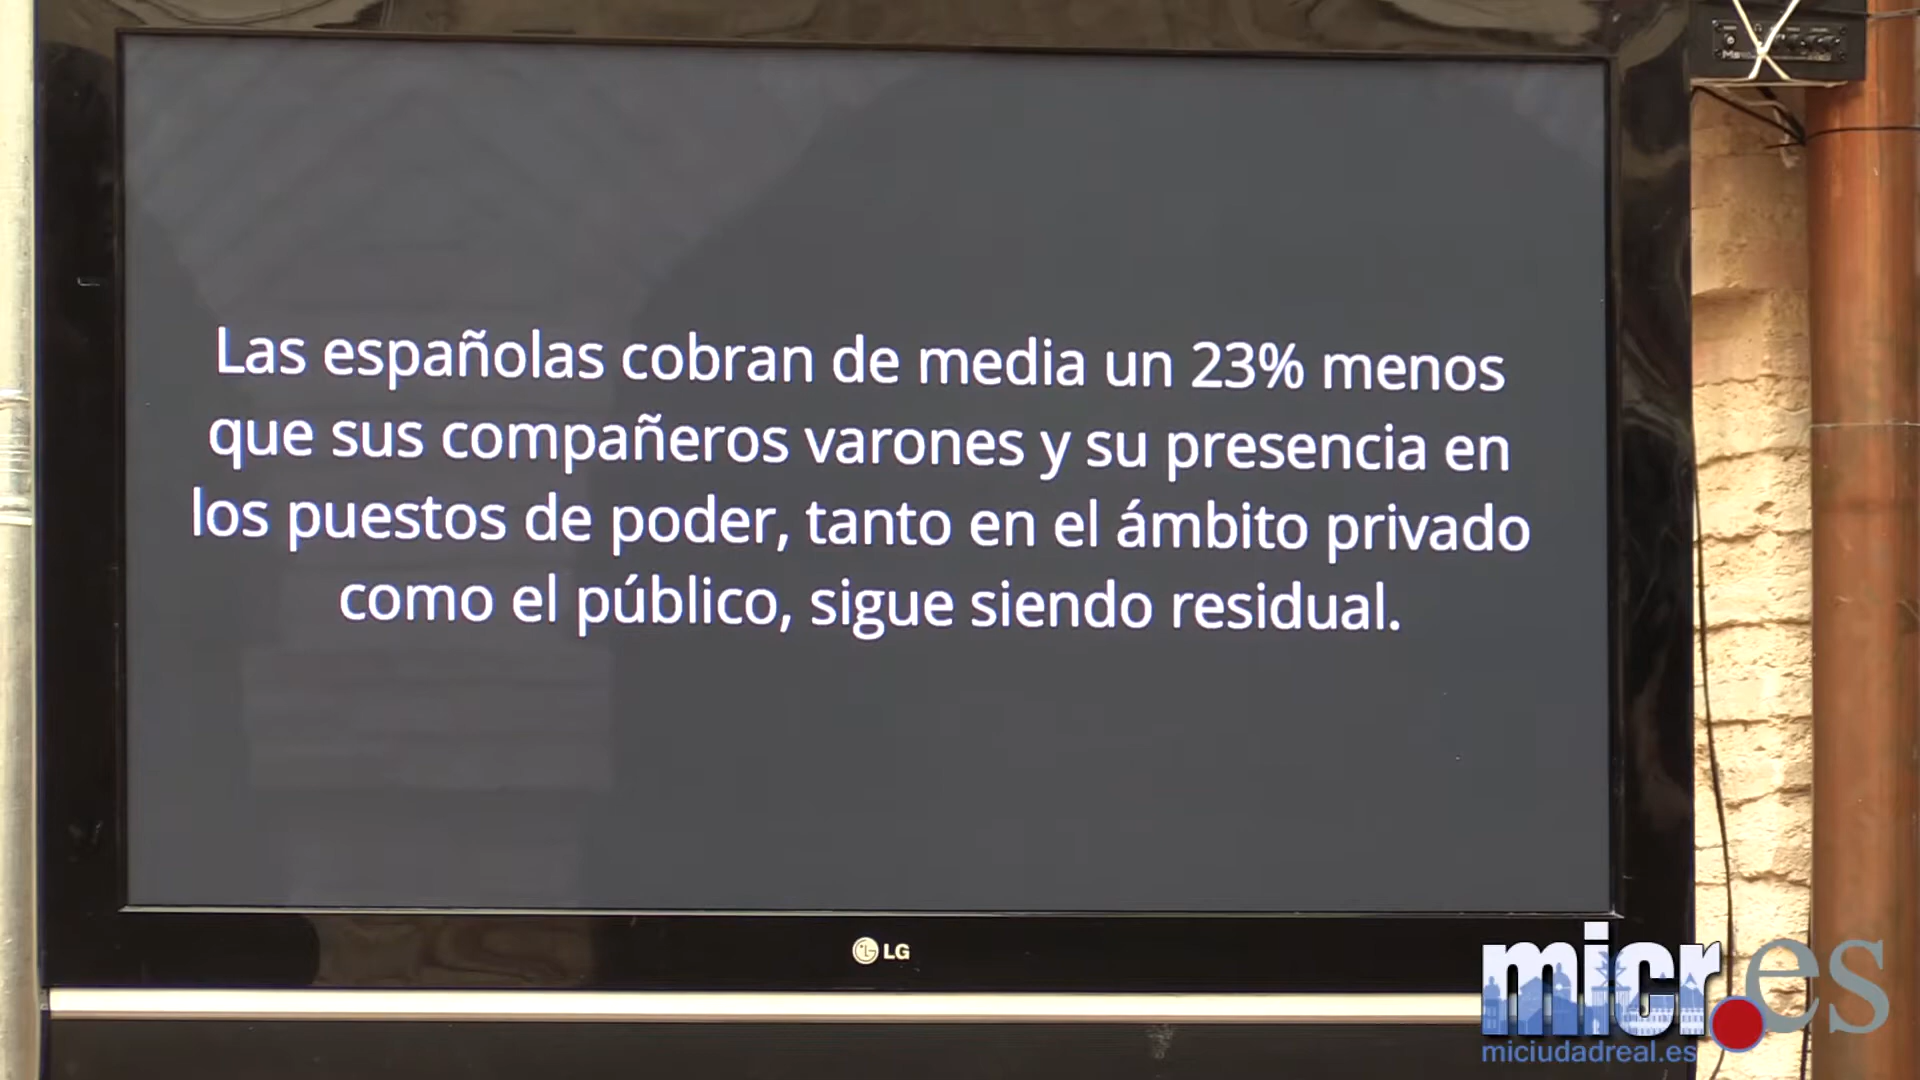 Las españolas cobran de media un 23% menos
que sus compañeros varones y su presencia en
los puestos de poder, tanto en el ámbito privado
como el público, sigue siendo residual.
LG
micr.es
miciudadreal.es